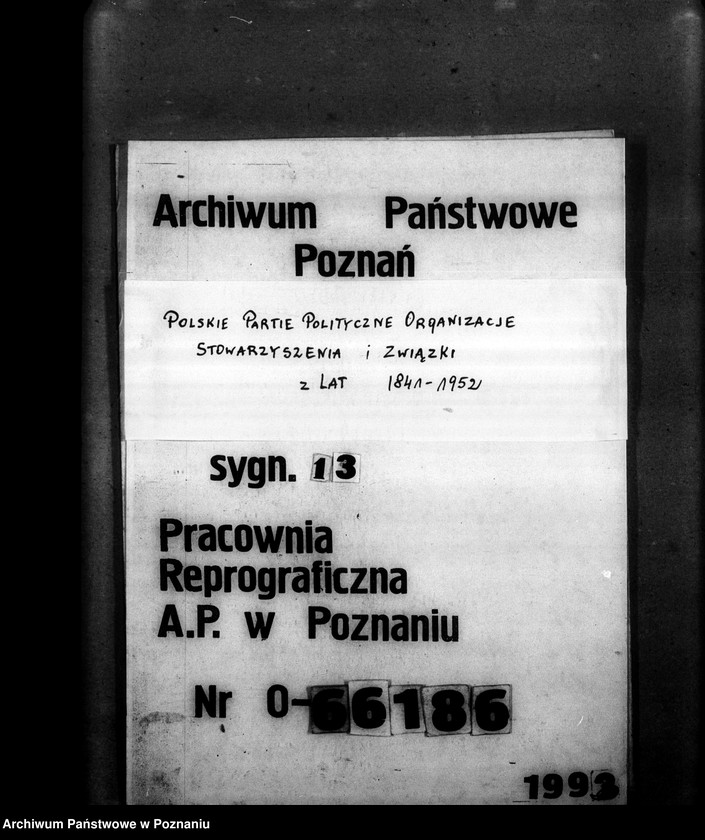 Archiwum Państwowe
Poznań
Polskie Partie Polityczne Organizacje
Stowarzyszenia i Związki
z lat 1841-1952
sygn. 13
Pracownia
Reprograficzna
A.P. w Poznaniu
Nr 0-66186
1993
Archiwum Państwowe w Poznaniu